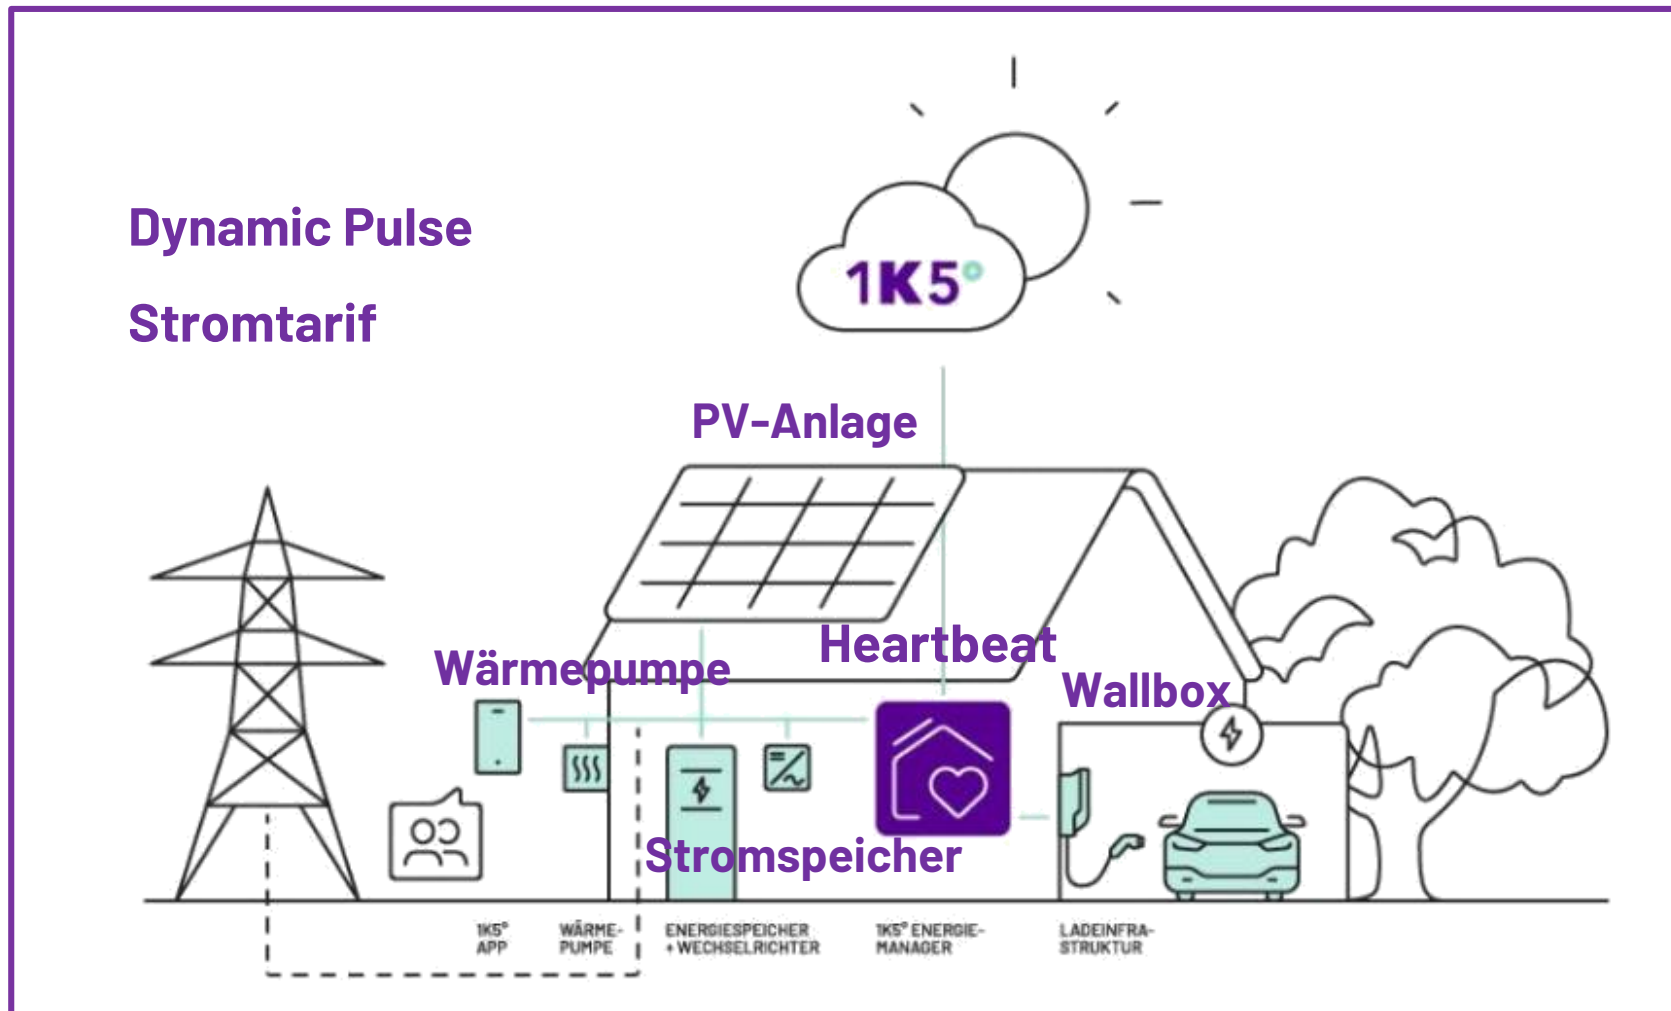 Dynamic Pulse
Stromtarif
1K5°
PV-Anlage
Heartbeat
Wärmepumpe
Wallbox
Stromspeicher
1K5°
APP
WÄRME-
PUMPE
ENERGIESPEICHER
+ WECHSELRICHTER
1K5° ENERGIE-
MANAGER
LADEINFRA-
STRUKTUR